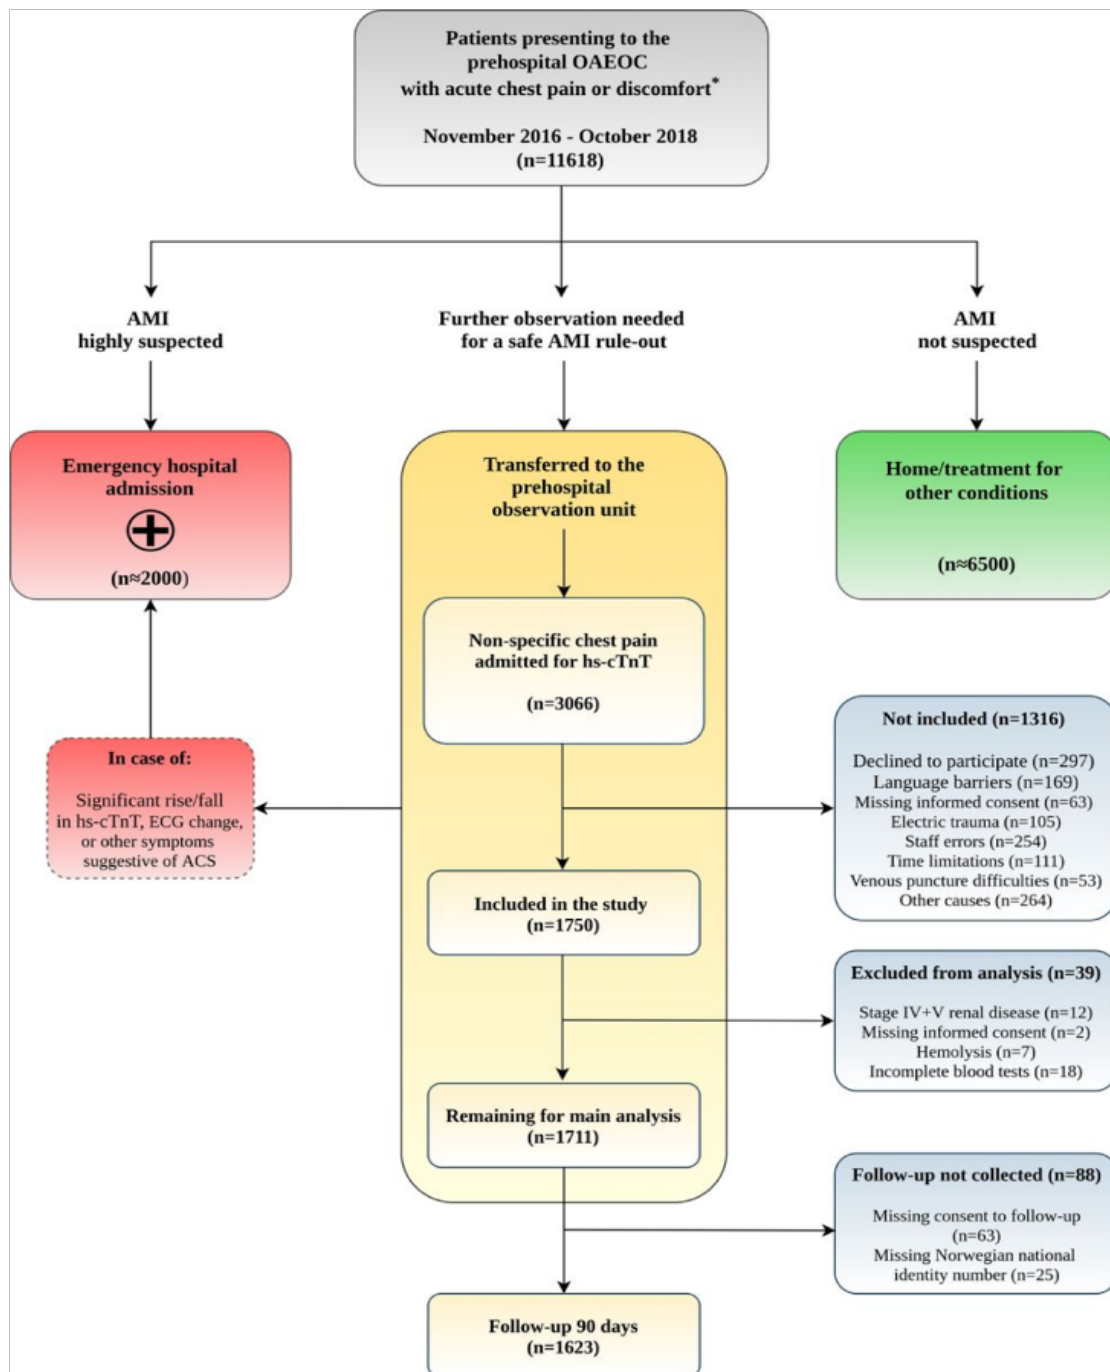 Patients presenting to the
prehospital OAEOC
with acute chest pain or discomfort*
November 2016 - October 2018
(n=11618)
AMI
highly suspected
Further observation needed
for a safe AMI rule-out
AMI
not suspected
Emergency hospital
admission
(n≈2000)
Transferred to the
prehospital
observation unit
Home/treatment for
other conditions
(n≈6500)
Non-specific chest pain
admitted for hs-cTnT
(n=3066)
In case of:
Significant rise/fall
in hs-cTnT, ECG change,
or other symptoms
suggestive of ACS
Not included (n=1316)
Declined to participate (n=297)
Language barriers (n=169)
Missing informed consent (n=63)
Electric trauma (n=105)
Staff errors (n=254)
Time limitations (n=111)
Venous puncture difficulties (n=53)
Other causes (n=264)
Included in the study
(n=1750)
Excluded from analysis (n=39)
Stage IV+V renal disease (n=12)
Missing informed consent (n=2)
Hemolysis (n=7)
Incomplete blood tests (n=18)
Remaining for main analysis
(n=1711)
Follow-up not collected (n=88)
Missing consent to follow-up
(n=63)
Missing Norwegian national
identity number (n=25)
Follow-up 90 days
(n=1623)